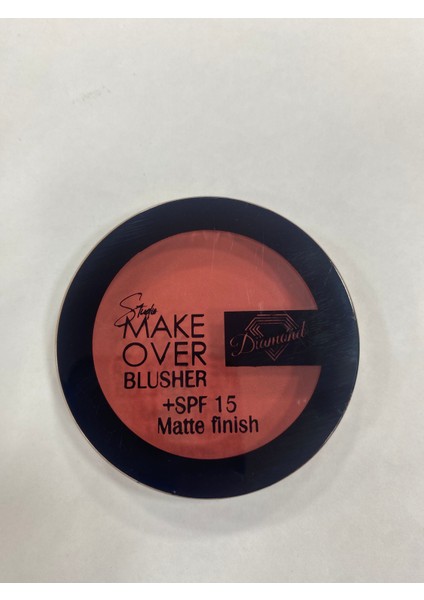 Studio
MAKE
OVER
BLUSHER
+SPF 15
Matte finish
Diamond